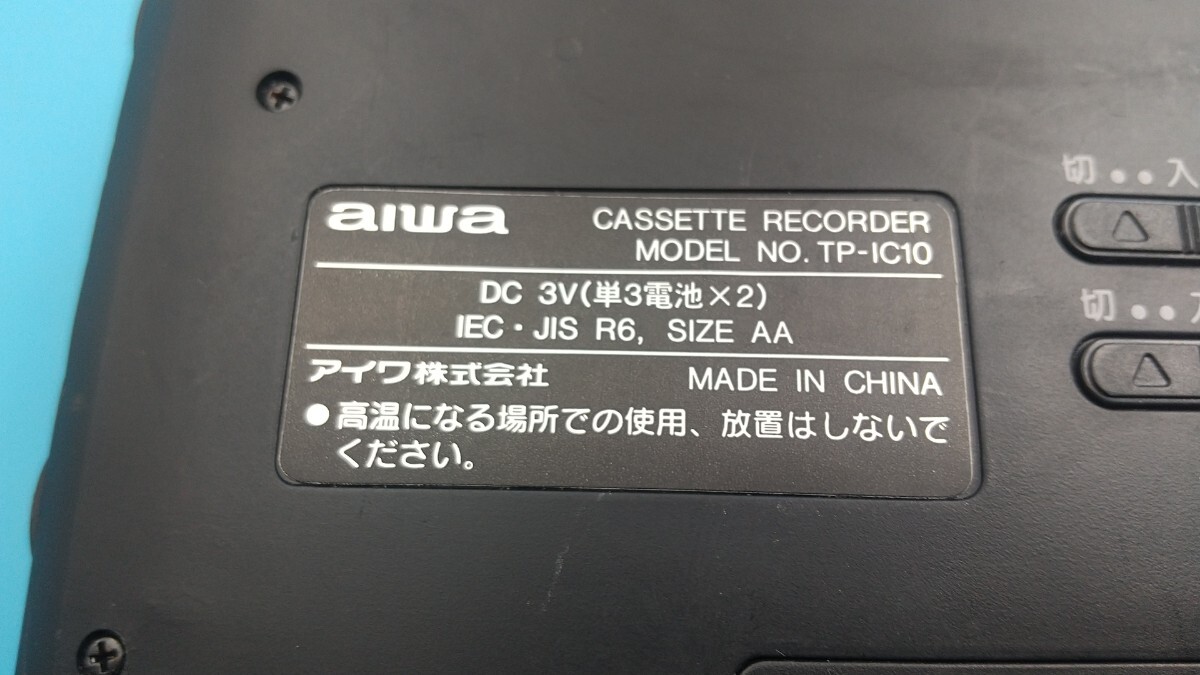 aiwa CASSETTE RECORDER
MODEL NO. TP-IC10
DC 3V(単3電池×2)
IEC・JIS R6, SIZE AA
アイワ株式会社 MADE IN CHINA
●高温になる場所での使用、放置はしないで
ください。
切●●入
切●●